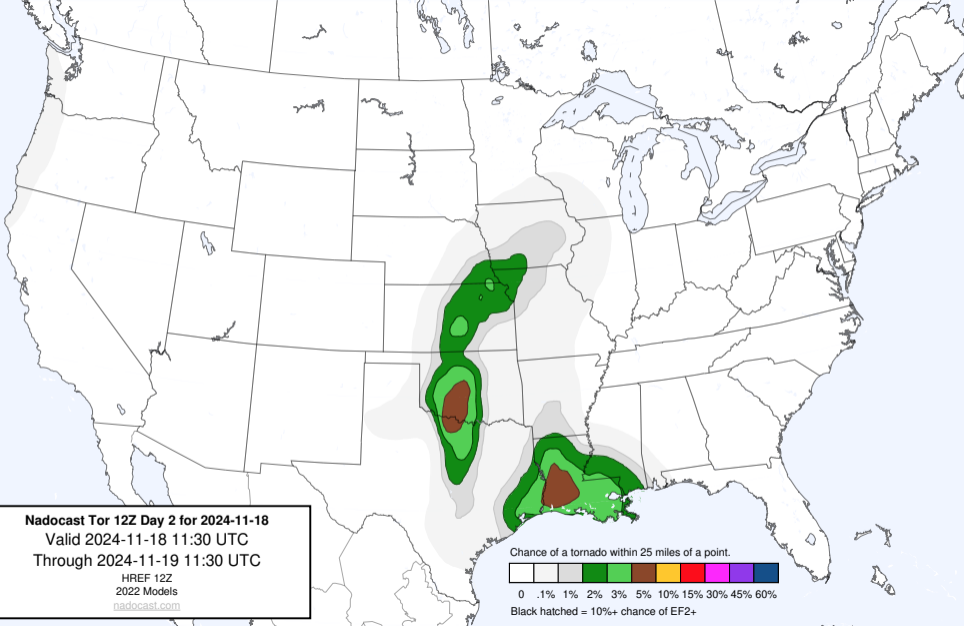 Nadocast Tor 12Z Day 2 for 2024-11-18
Valid 2024-11-18 11:30 UTC
Through 2024-11-19 11:30 UTC
HREF 12Z
2022 Models
nadocast.com
Chance of a tornado within 25 miles of a point.
0 .1% 1% 2% 3% 5% 10% 15% 30% 45% 60%
Black hatched = 10%+ chance of EF2+